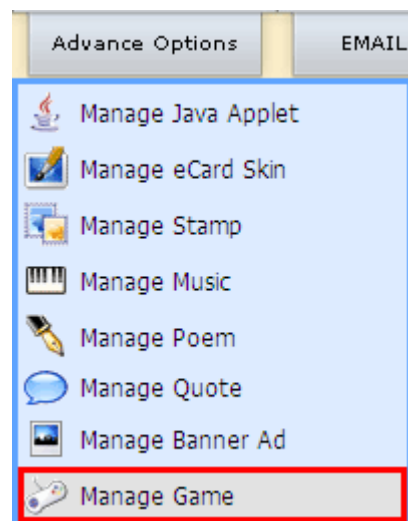 Advance Options EMAIL
Manage Java Applet
Manage eCard Skin
Manage Stamp
Manage Music
Manage Poem
Manage Quote
Manage Banner Ad
Manage Game